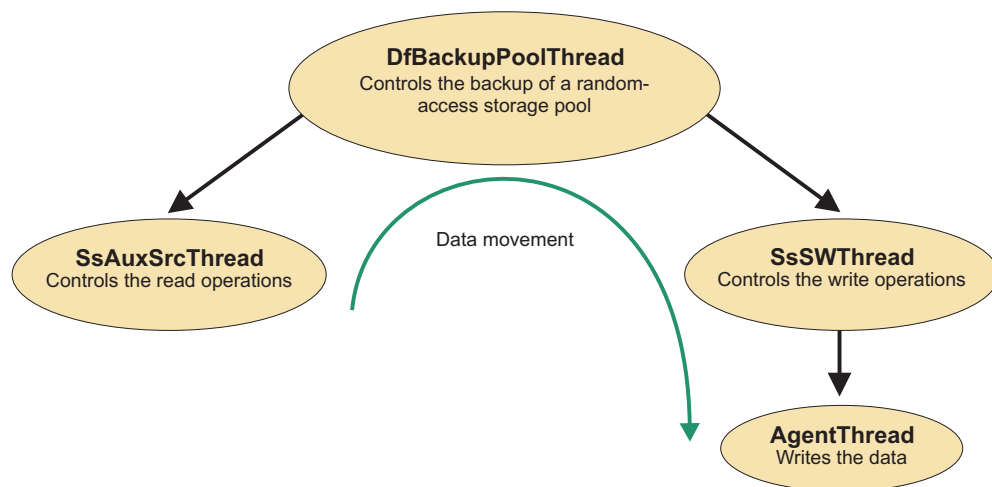 DfBackupPoolThread
Controls the backup of a random-
access storage pool
Data movement
SsAuxSrcThread
Controls the read operations
SsSWThread
Controls the write operations
AgentThread
Writes the data